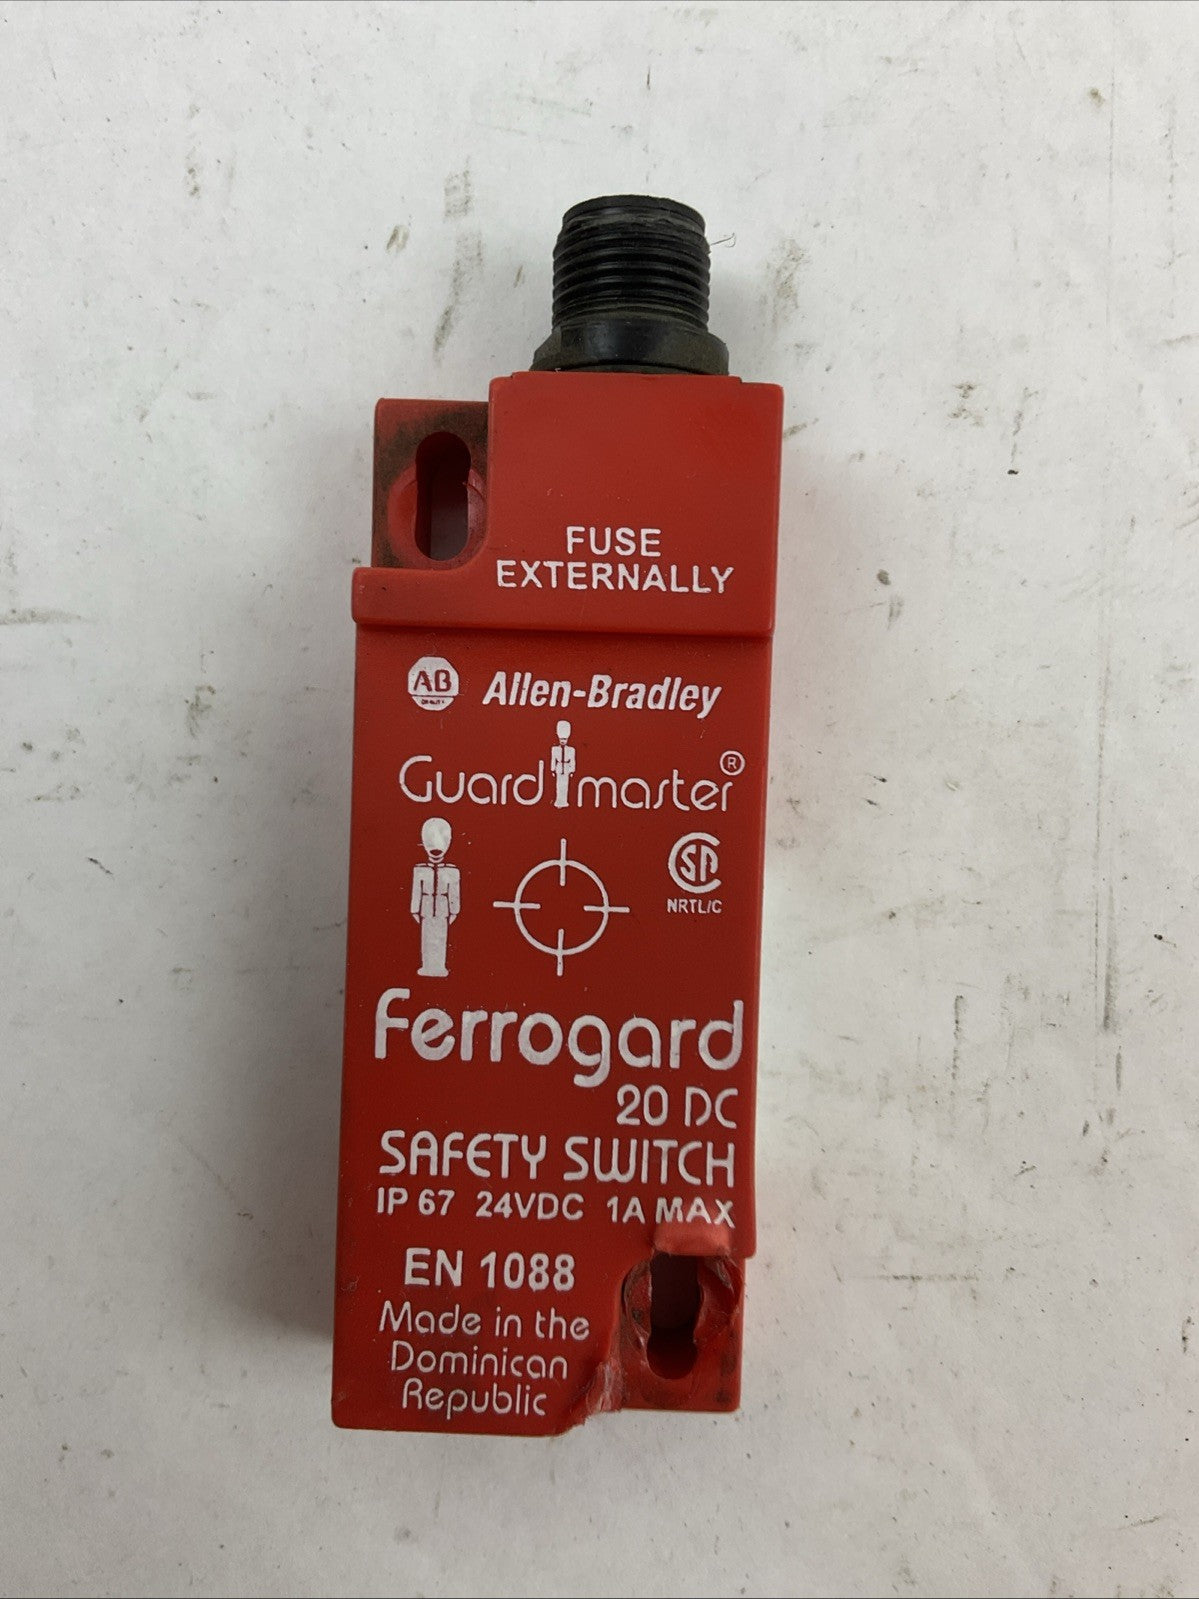 FUSE
EXTERNALLY
AB Allen-Bradley
Guardmaster®
SA
NRTL/C
Ferrogard
20 DC
SAFETY SWITCH
IP 67 24VDC 1A MAX
EN 1088
Made in the
Dominican
Republic